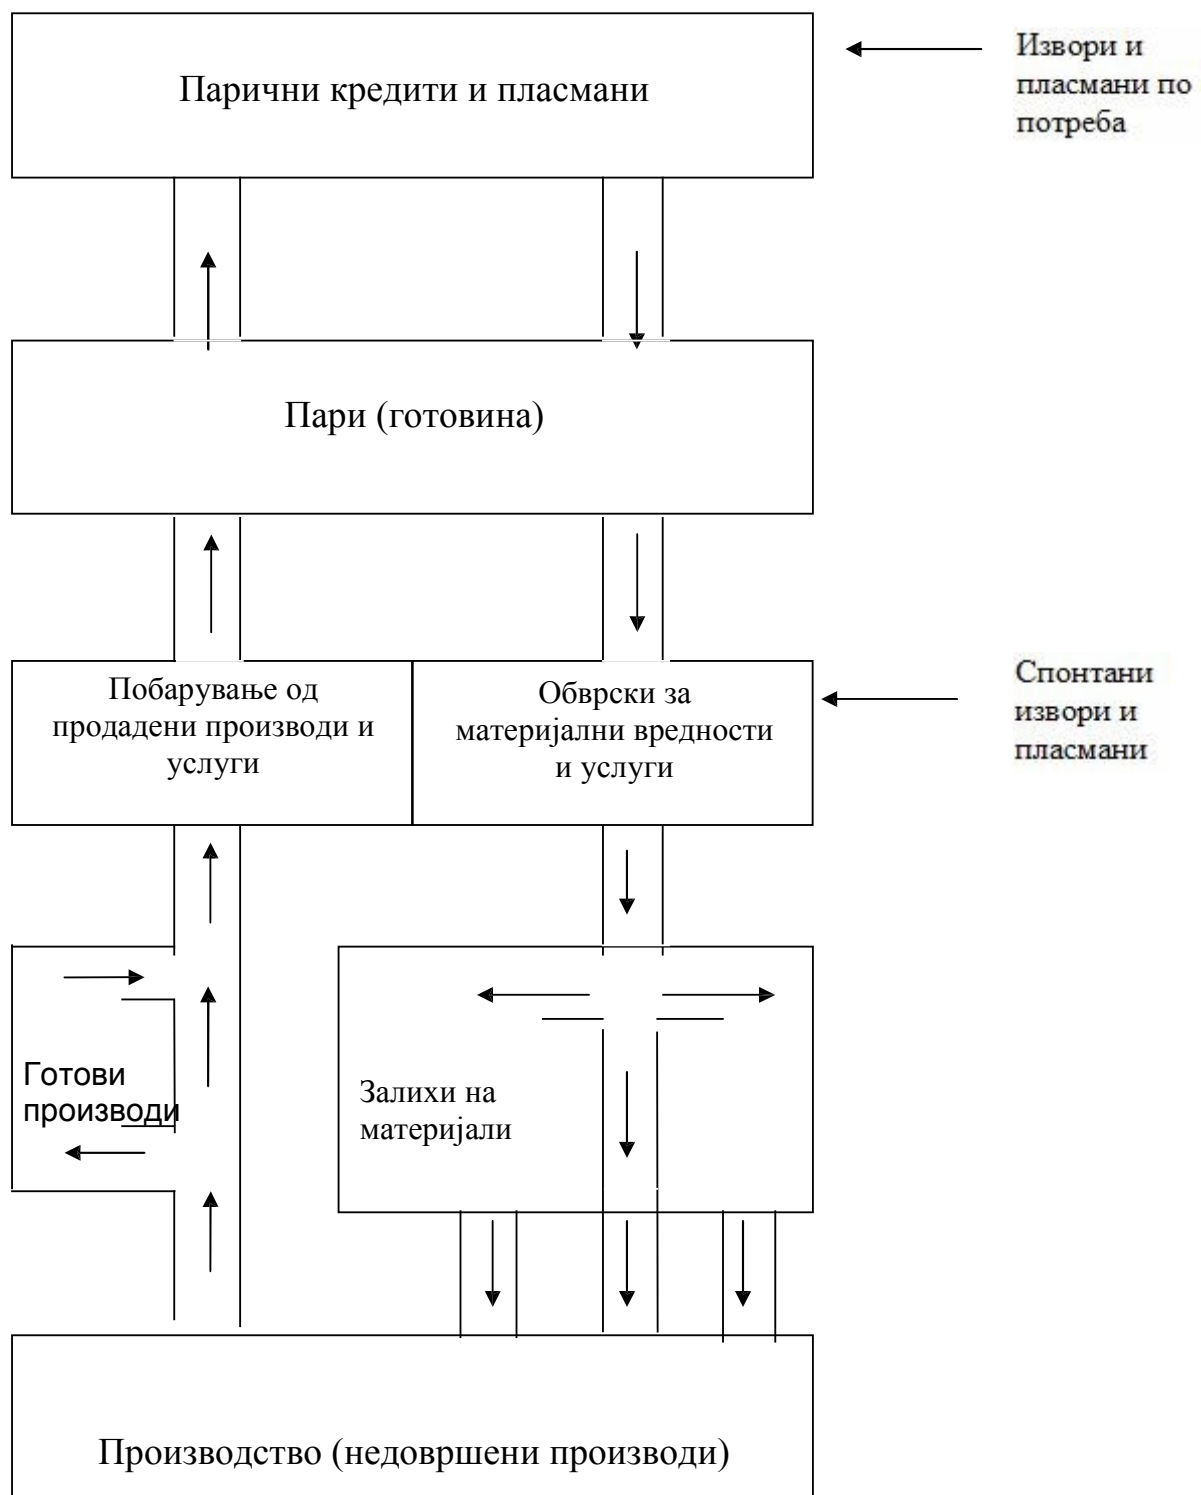 Парични кредити и пласмани
Извори и
пласмани по
потреба
Пари (готовина)
Побарување од
продадени производи и
услуги
Обврски за
материјални вредности
и услуги
Спонтани
извори и
пласмани
Готови
производи
Залихи на
материјали
Производство (недовршени производи)